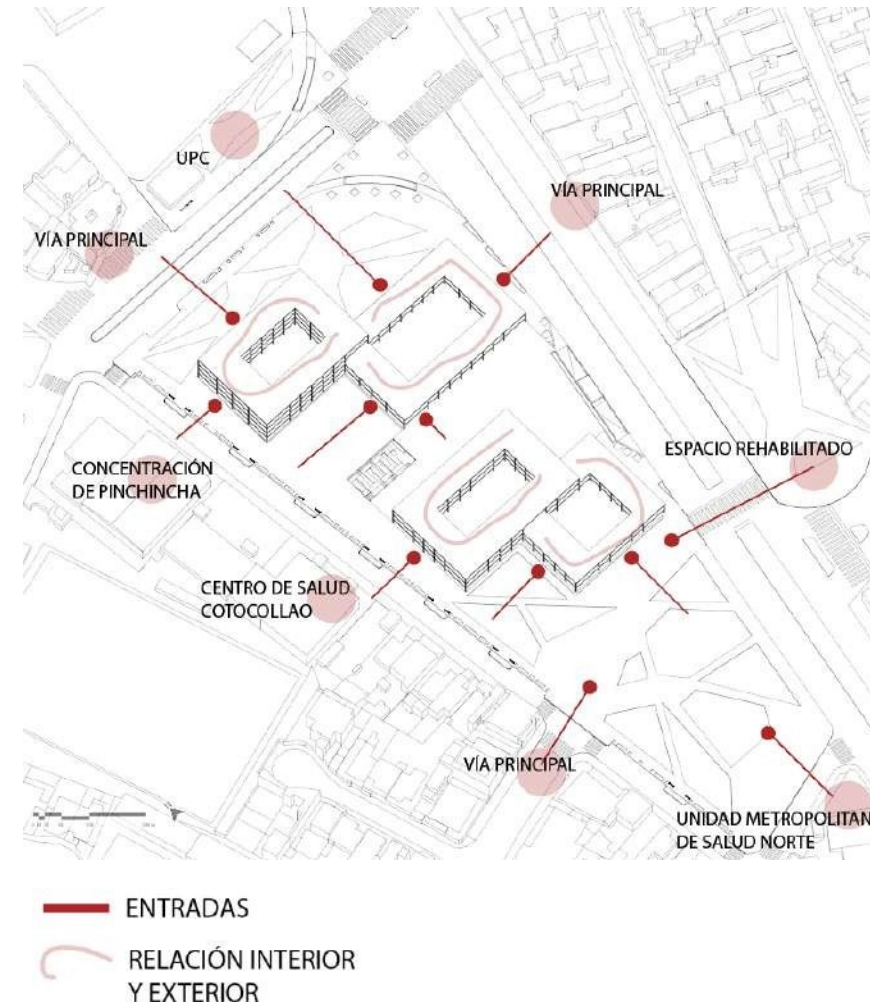 UPC
VÍA PRINCIPAL
VÍA PRINCIPAL
ESPACIO REHABILITADO
CONCENTRACIÓN
DE PINCHINCHA
CENTRO DE SALUD
COTOCOLLAO
VÍA PRINCIPAL
UNIDAD METROPOLITAN
DE SALUD NORTE
ENTRADAS
RELACIÓN INTERIOR
Y EXTERIOR